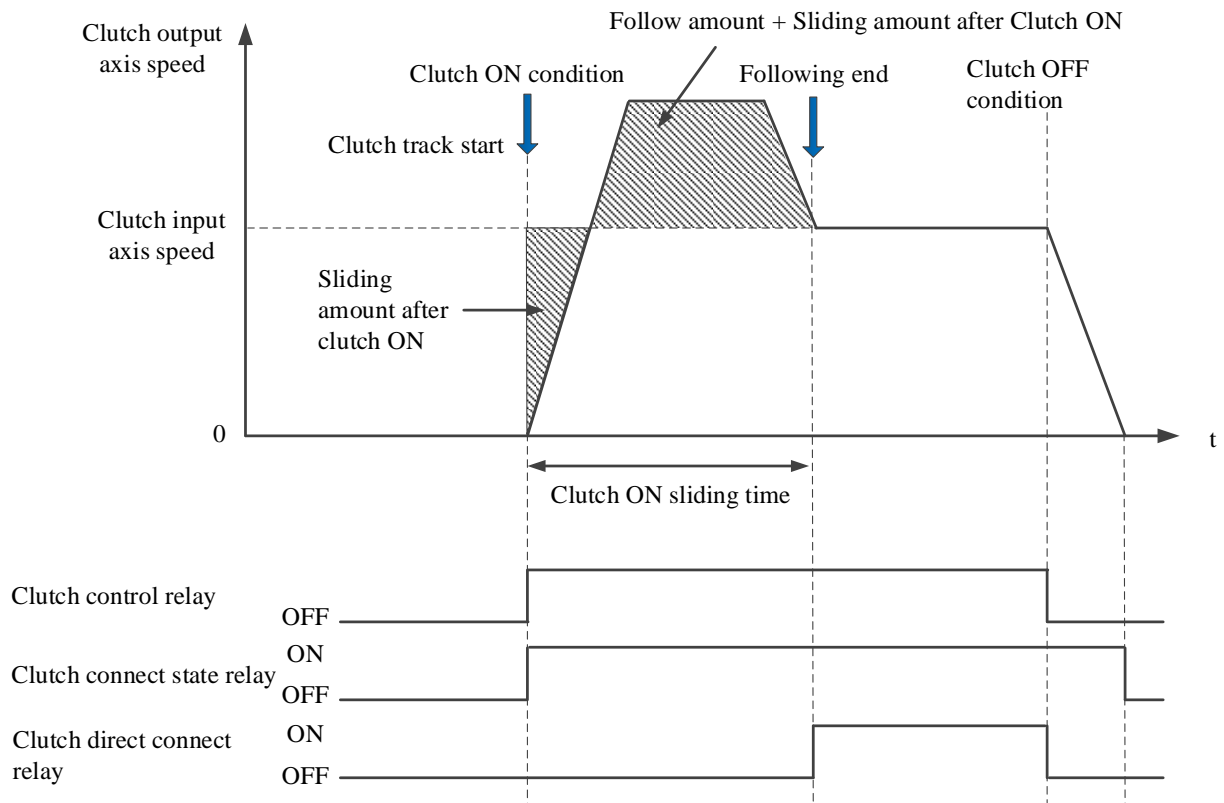 Follow amount + Sliding amount after Clutch ON
Clutch output
axis speed
Clutch ON condition
Following end
Clutch OFF
condition
Clutch track start
Clutch input
axis speed
Sliding
amount after
clutch ON
0
t
Clutch ON sliding time
Clutch control relay
OFF
Clutch connect state relay
ON
OFF
Clutch direct connect
relay
ON
OFF